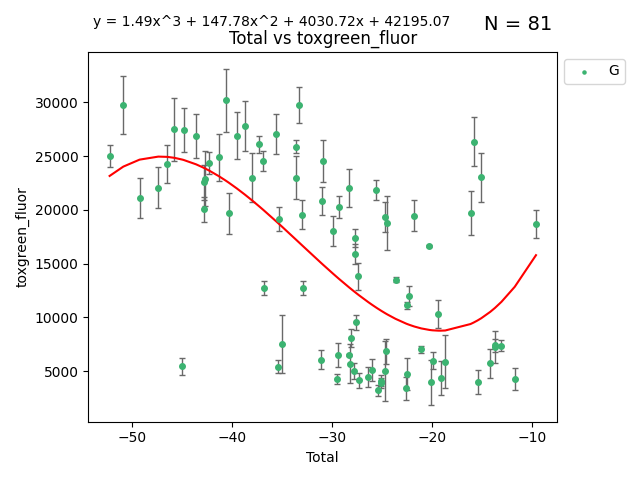 y = 1.49x^3 + 147.78x^2 + 4030.72x + 42195.07
N = 81
Total vs toxgreen_fluor
G
30000
25000
20000
15000
10000
5000
toxgreen_fluor
−50 −40 −30 −20 −10
Total